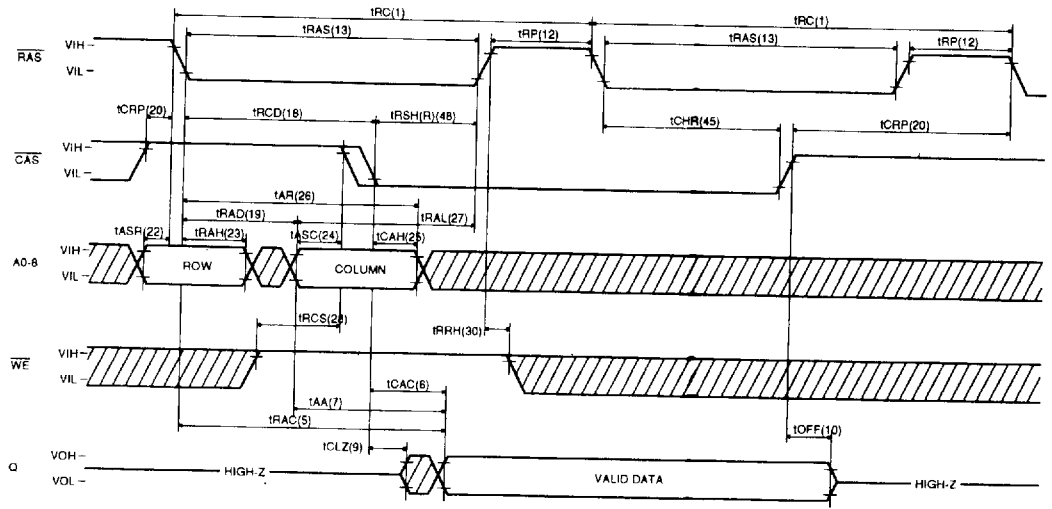 tRC(1) tRC(1)
tRAS(13) tRP(12) tRAS(13) tRP(12)
RAS VIH
VIL
tCRP(20) tRCD(18) tRSH(R)(48) tCHR(45) tCRP(20)
CAS VIH
VIL
tAR(26)
tRAD(19) tRAL(27)
tASR(22) tRAH(23) tASC(24) tCAH(25)
A0-8 VIH
VIL
ROW COLUMN
tRCS(28) tRRH(30)
WE VIH
VIL
tCAC(6)
tAA(7)
tRAC(5)
tCLZ(9) tOFF(10)
Q VOH
VOL
HIGH-Z VALID DATA HIGH-Z